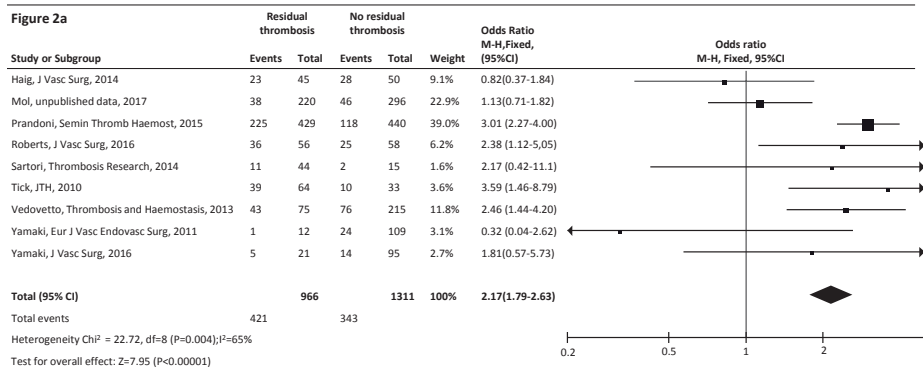 Figure 2a
Residual thrombosis No residual thrombosis Odds Ratio M-H,Fixed, (95%CI) Odds ratio M-H, Fixed, 95%CI
Study or Subgroup Events Total Events Total Weight
Haig, J Vasc Surg, 2014 23 45 28 50 9.1% 0.82(0.37-1.84)
Mol, unpublished data, 2017 38 220 46 296 22.9% 1.13(0.71-1.82)
Prandoni, Semin Thromb Haemost, 2015 225 429 118 440 39.0% 3.01 (2.27-4.00)
Roberts, J Vasc Surg, 2016 36 56 25 58 6.2% 2.38 (1.12-5,05)
Sartori, Thrombosis Research, 2014 11 44 2 15 1.6% 2.17 (0.42-11.1)
Tick, JTH, 2010 39 64 10 33 3.6% 3.59 (1.46-8.79)
Vedovetto, Thrombosis and Haemostasis, 2013 43 75 76 215 11.8% 2.46 (1.44-4.20)
Yamaki, Eur J Vasc Endovasc Surg, 2011 1 12 24 109 3.1% 0.32 (0.04-2.62)
Yamaki, J Vasc Surg, 2016 5 21 14 95 2.7% 1.81(0.57-5.73)
Total (95% CI) 966 1311 100% 2.17(1.79-2.63)
Total events 421 343
Heterogeneity Chi² = 22.72, df=8 (P=0.004);I²=65%
Test for overall effect: Z=7.95 (P<0.00001)
0.2 0.5 1 2